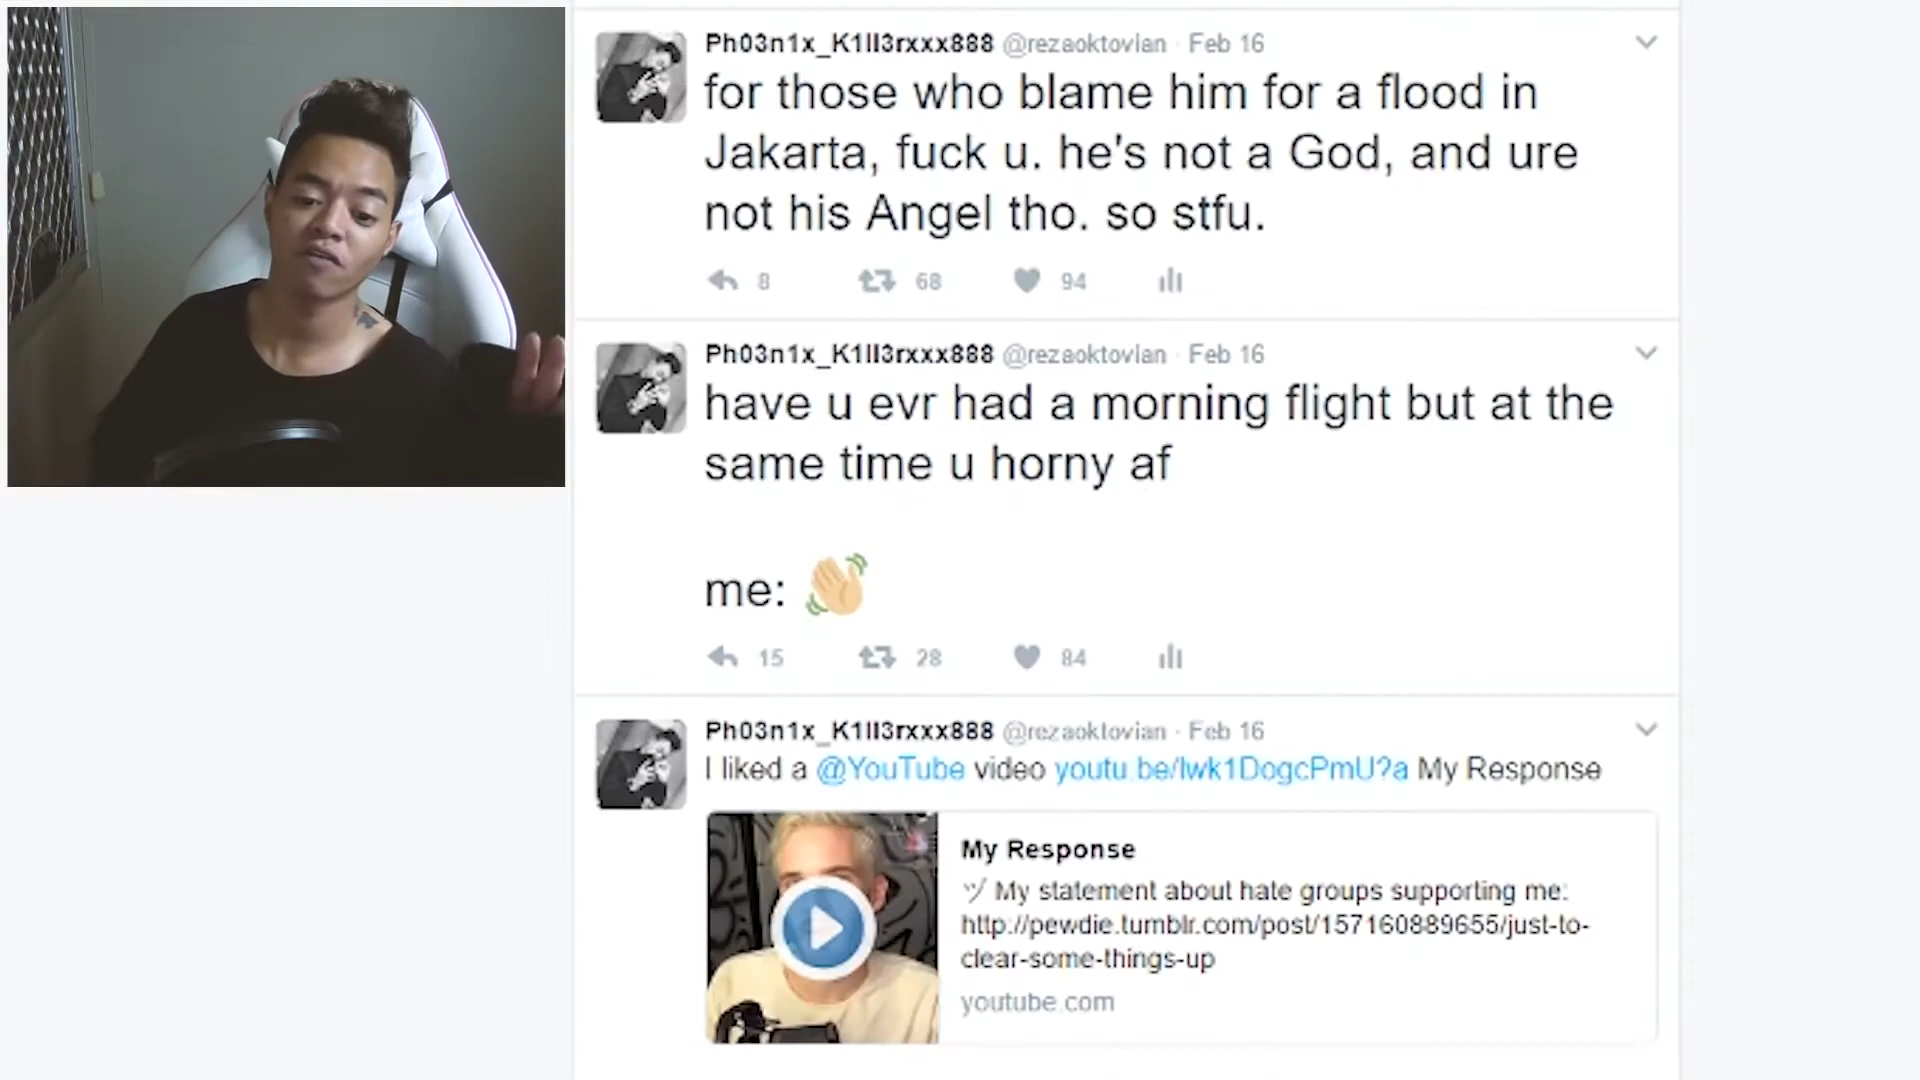 Ph03n1x_K1ll3rxxx888 @rezaoktovian · Feb 16
for those who blame him for a flood in
Jakarta, fuck u. he's not a God, and ure
not his Angel tho. so stfu.
8 68 94
Ph03n1x_K1ll3rxxx888 @rezaoktovian · Feb 16
have u evr had a morning flight but at the
same time u horny af
me: 👋🏼
15 28 84
Ph03n1x_K1ll3rxxx888 @rezaoktovian · Feb 16
I liked a @YouTube video youtu.be/lwk1DogcPmU?a My Response
My Response
ツ My statement about hate groups supporting me:
http://pewdie.tumblr.com/post/157160889655/just-to-
clear-some-things-up
youtube.com